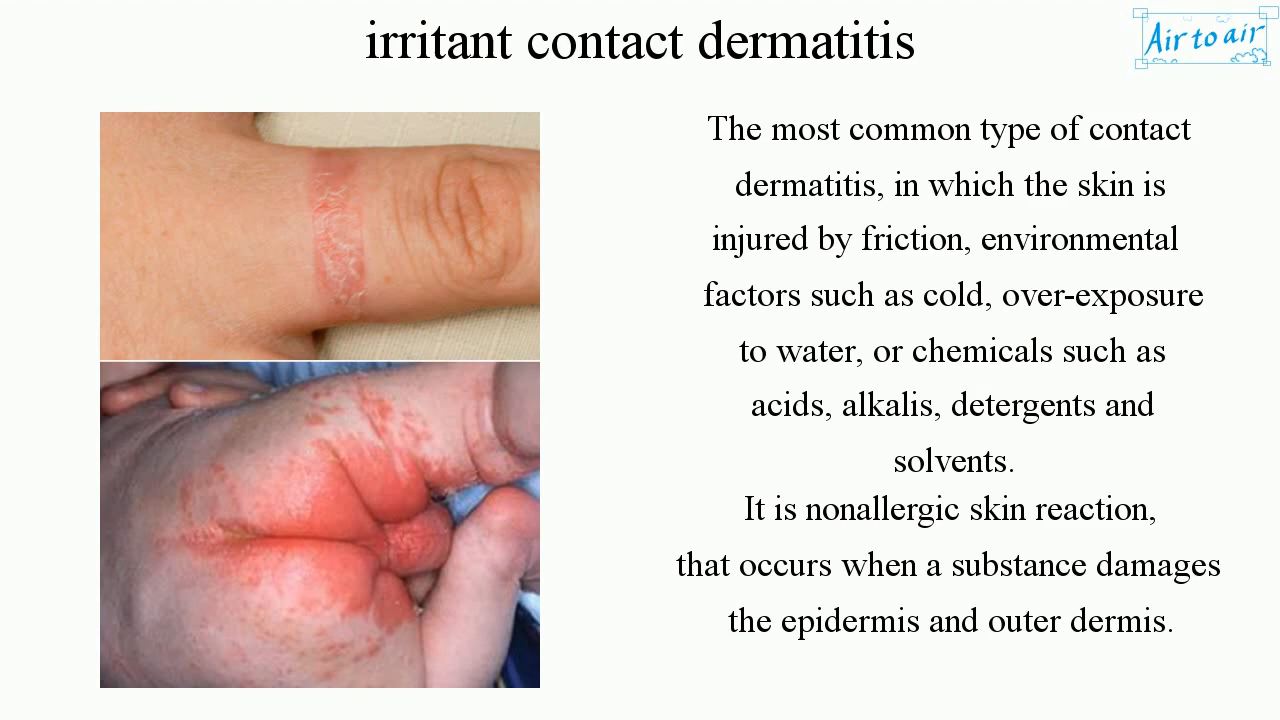 irritant contact dermatitis
Air to air
The most common type of contact
dermatitis, in which the skin is
injured by friction, environmental
factors such as cold, over-exposure
to water, or chemicals such as
acids, alkalis, detergents and
solvents.
It is nonallergic skin reaction,
that occurs when a substance damages
the epidermis and outer dermis.